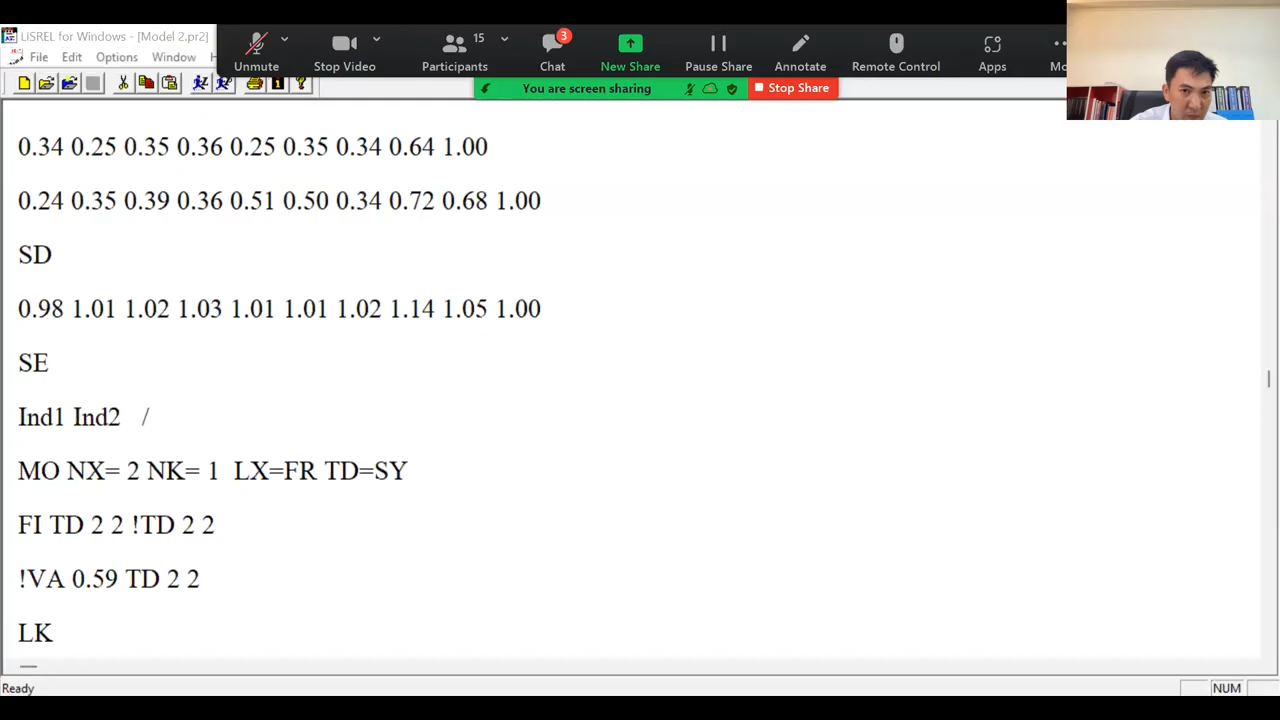 LISREL for Windows - [Model 2.pr2]
File Edit Options Window
Unmute Stop Video Participants 15 Chat 3 New Share Pause Share Annotate Remote Control Apps Mo
You are screen sharing Stop Share
0.34 0.25 0.35 0.36 0.25 0.35 0.34 0.64 1.00
0.24 0.35 0.39 0.36 0.51 0.50 0.34 0.72 0.68 1.00
SD
0.98 1.01 1.02 1.03 1.01 1.01 1.02 1.14 1.05 1.00
SE
Ind1 Ind2 /
MO NX= 2 NK= 1 LX=FR TD=SY
FI TD 2 2 !TD 2 2
!VA 0.59 TD 2 2
LK
Ready NUM